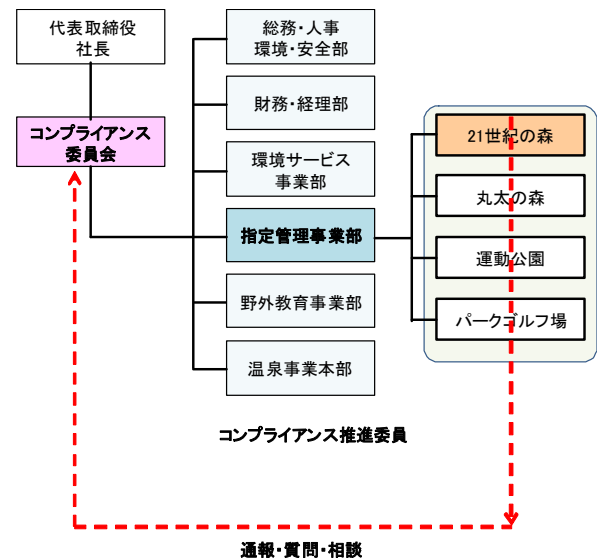 代表取締役
社長
コンプライアンス
委員会
総務・人事
環境・安全部
財務・経理部
環境サービス
事業部
指定管理事業部
野外教育事業部
温泉事業本部
21世紀の森
丸太の森
運動公園
パークゴルフ場
コンプライアンス推進委員
通報・質問・相談